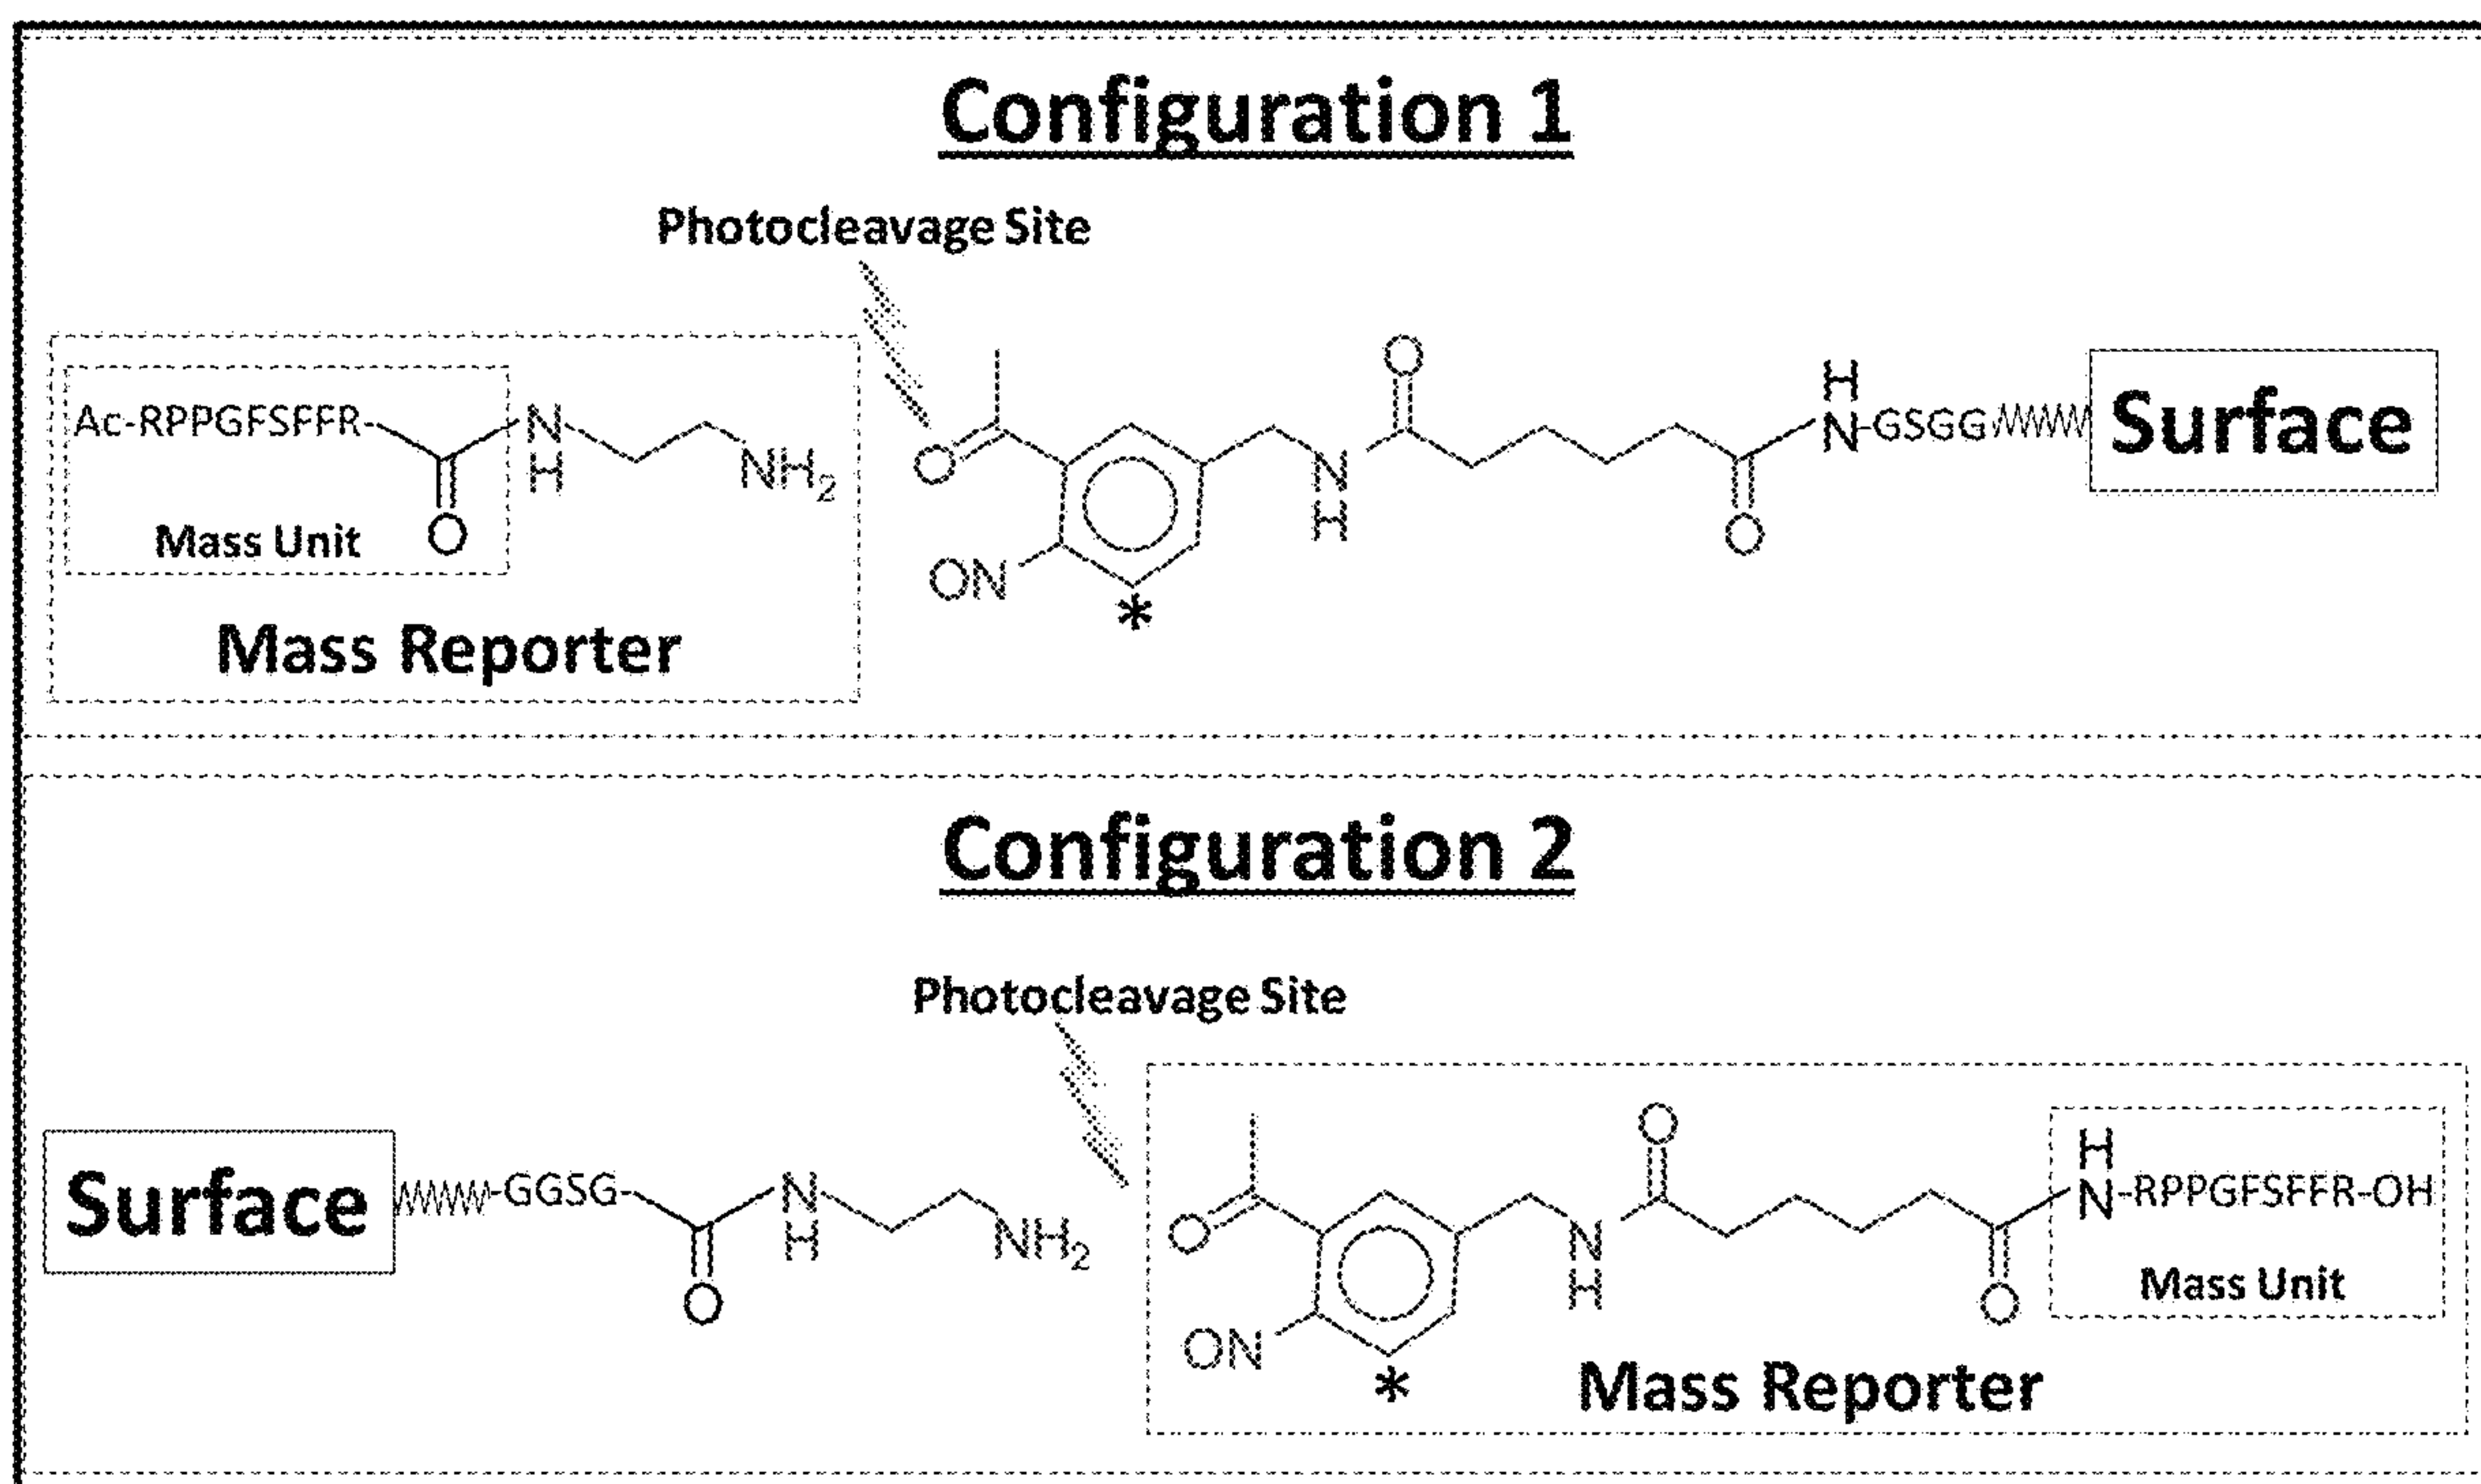 Configuration 1
Photocleavage Site
Ac-RPPGFSFFR-
O
N
H
NH2
Mass Unit
Mass Reporter
O
ON
*
N
H
O
O
H
N-GSGG
Surface
Configuration 2
Photocleavage Site
Surface
-GGSG-
O
N
H
NH2
O
ON
*
N
H
O
O
H
N-RPPGFSFFR-OH
Mass Unit
Mass Reporter